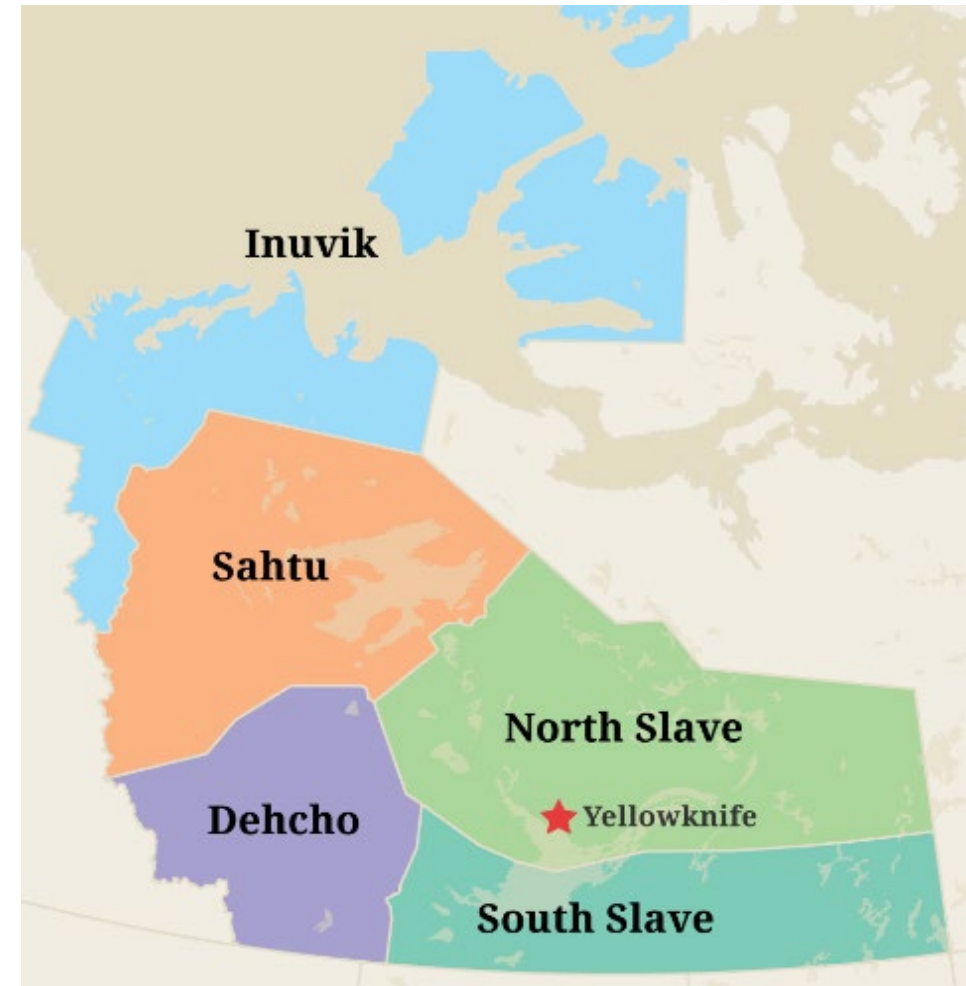 Inuvik
Sahtu
North Slave
Yellowknife
Dehcho
South Slave